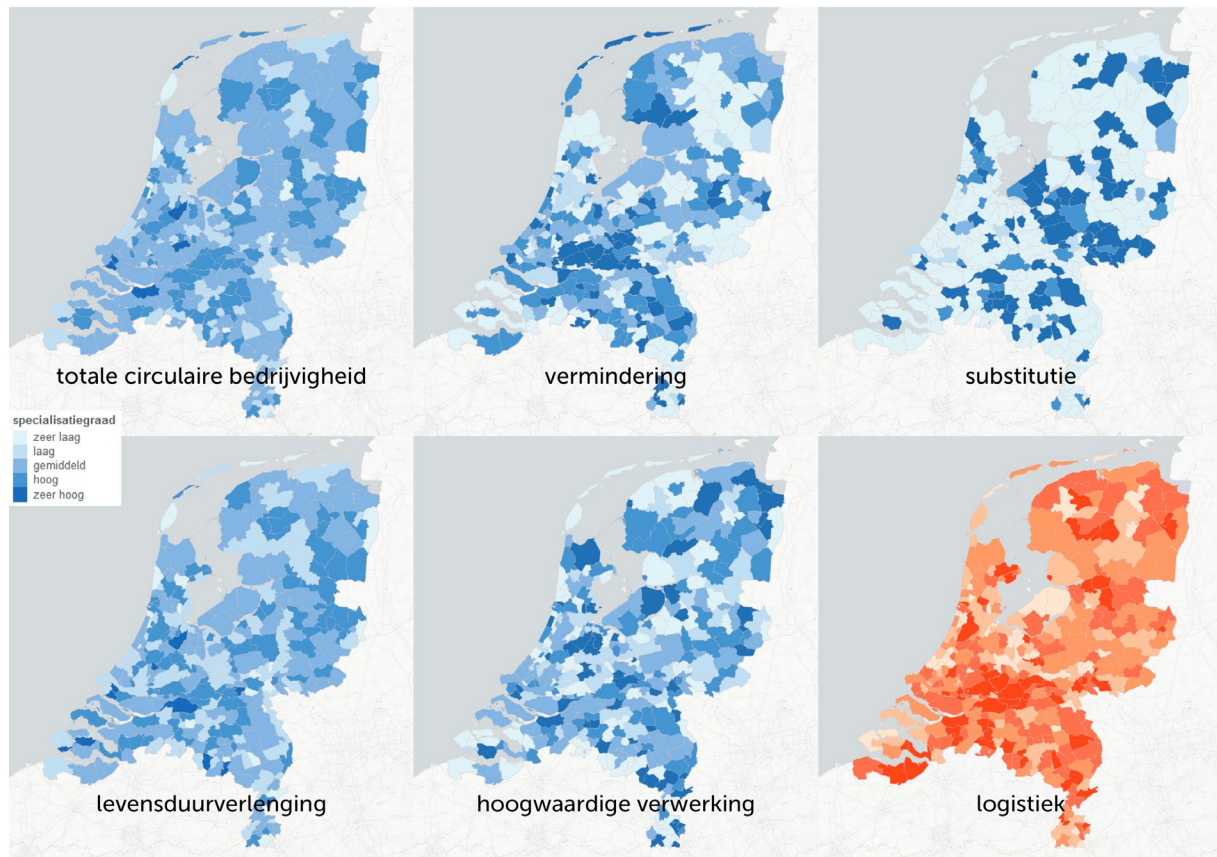 totale circulaire bedrijvigheid
vermindering
substitutie
specialisatiegraad
zeer laag
laag
gemiddeld
hoog
zeer hoog
levensduurverlenging
hoogwaardige verwerking
logistiek